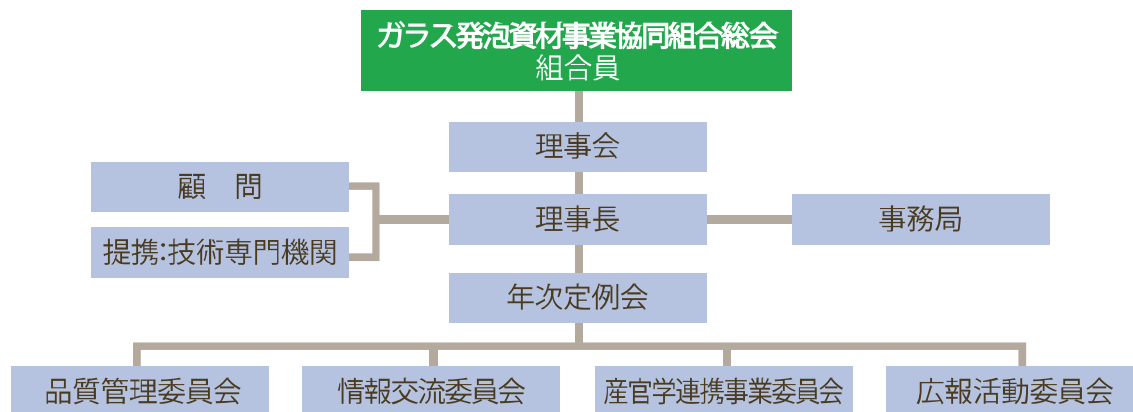 ガラス発泡資材事業協同組合総会
組合員
理事会
顧　問
理事長
事務局
提携:技術専門機関
年次定例会
品質管理委員会
情報交流委員会
産官学連携事業委員会
広報活動委員会